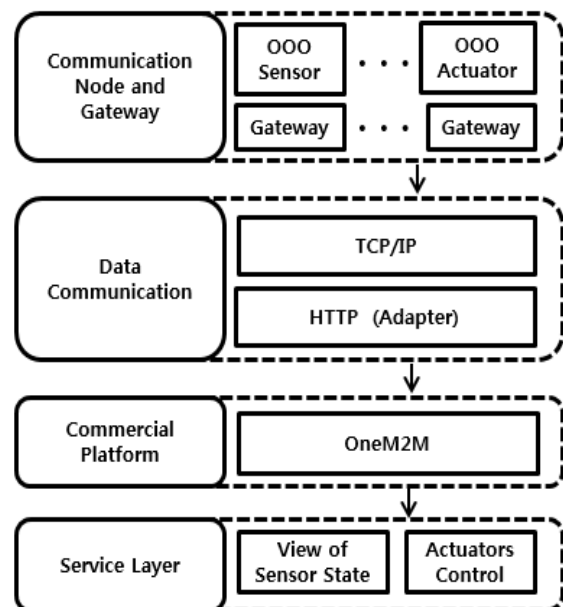 Communication
Node and
Gateway
OOO
Sensor
· · ·
OOO
Actuator
Gateway
· · ·
Gateway
Data
Communication
TCP/IP
HTTP (Adapter)
Commercial
Platform
OneM2M
Service Layer
View of
Sensor State
Actuators
Control